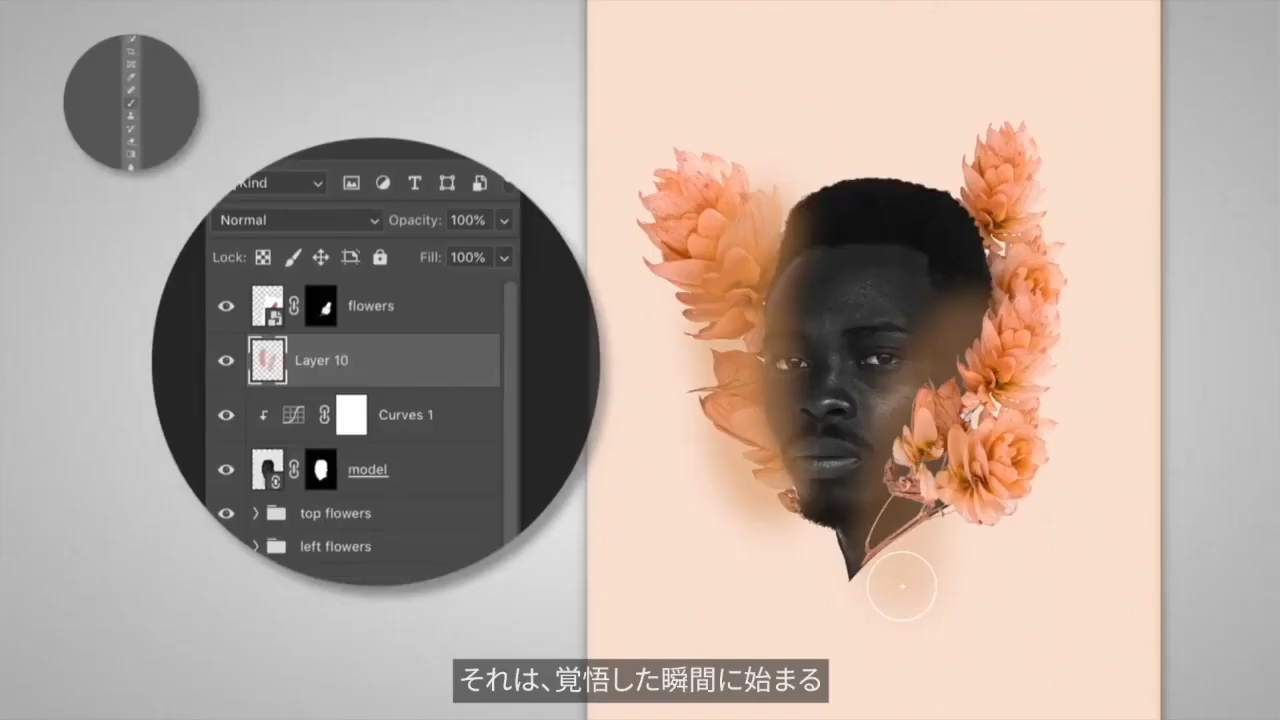 Kind
Normal Opacity: 100%
Lock: Fill: 100%
flowers
Layer 10
Curves 1
model
top flowers
left flowers
それは、覚悟した瞬間に始まる